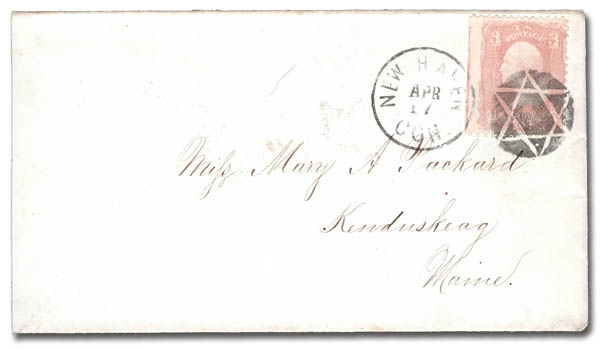 3 U.S. 3
POSTAGE
NEW HAVEN
APR
17
CON.
Miſs Mary A Packard
Kenduskeag
Maine.